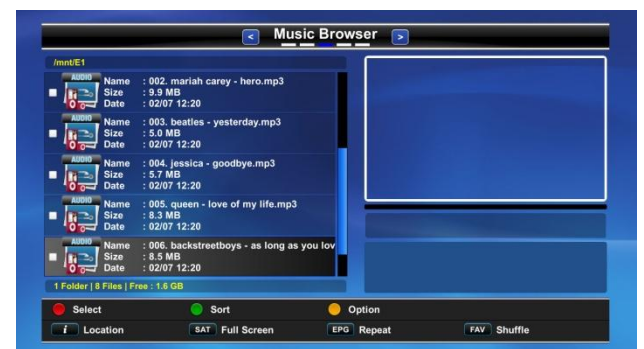 < Music Browser >
/mnt/E1
AUDIO Name : 002. mariah carey - hero.mp3
Size : 9.9 MB
Date : 02/07 12:20
AUDIO Name : 003. beatles - yesterday.mp3
Size : 5.0 MB
Date : 02/07 12:20
AUDIO Name : 004. jessica - goodbye.mp3
Size : 5.7 MB
Date : 02/07 12:20
AUDIO Name : 005. queen - love of my life.mp3
Size : 8.3 MB
Date : 02/07 12:20
AUDIO Name : 006. backstreetboys - as long as you lov
Size : 8.5 MB
Date : 02/07 12:20
1 Folder | 8 Files | Free : 1.6 GB
Select Sort Option
i Location SAT Full Screen EPG Repeat FAV Shuffle